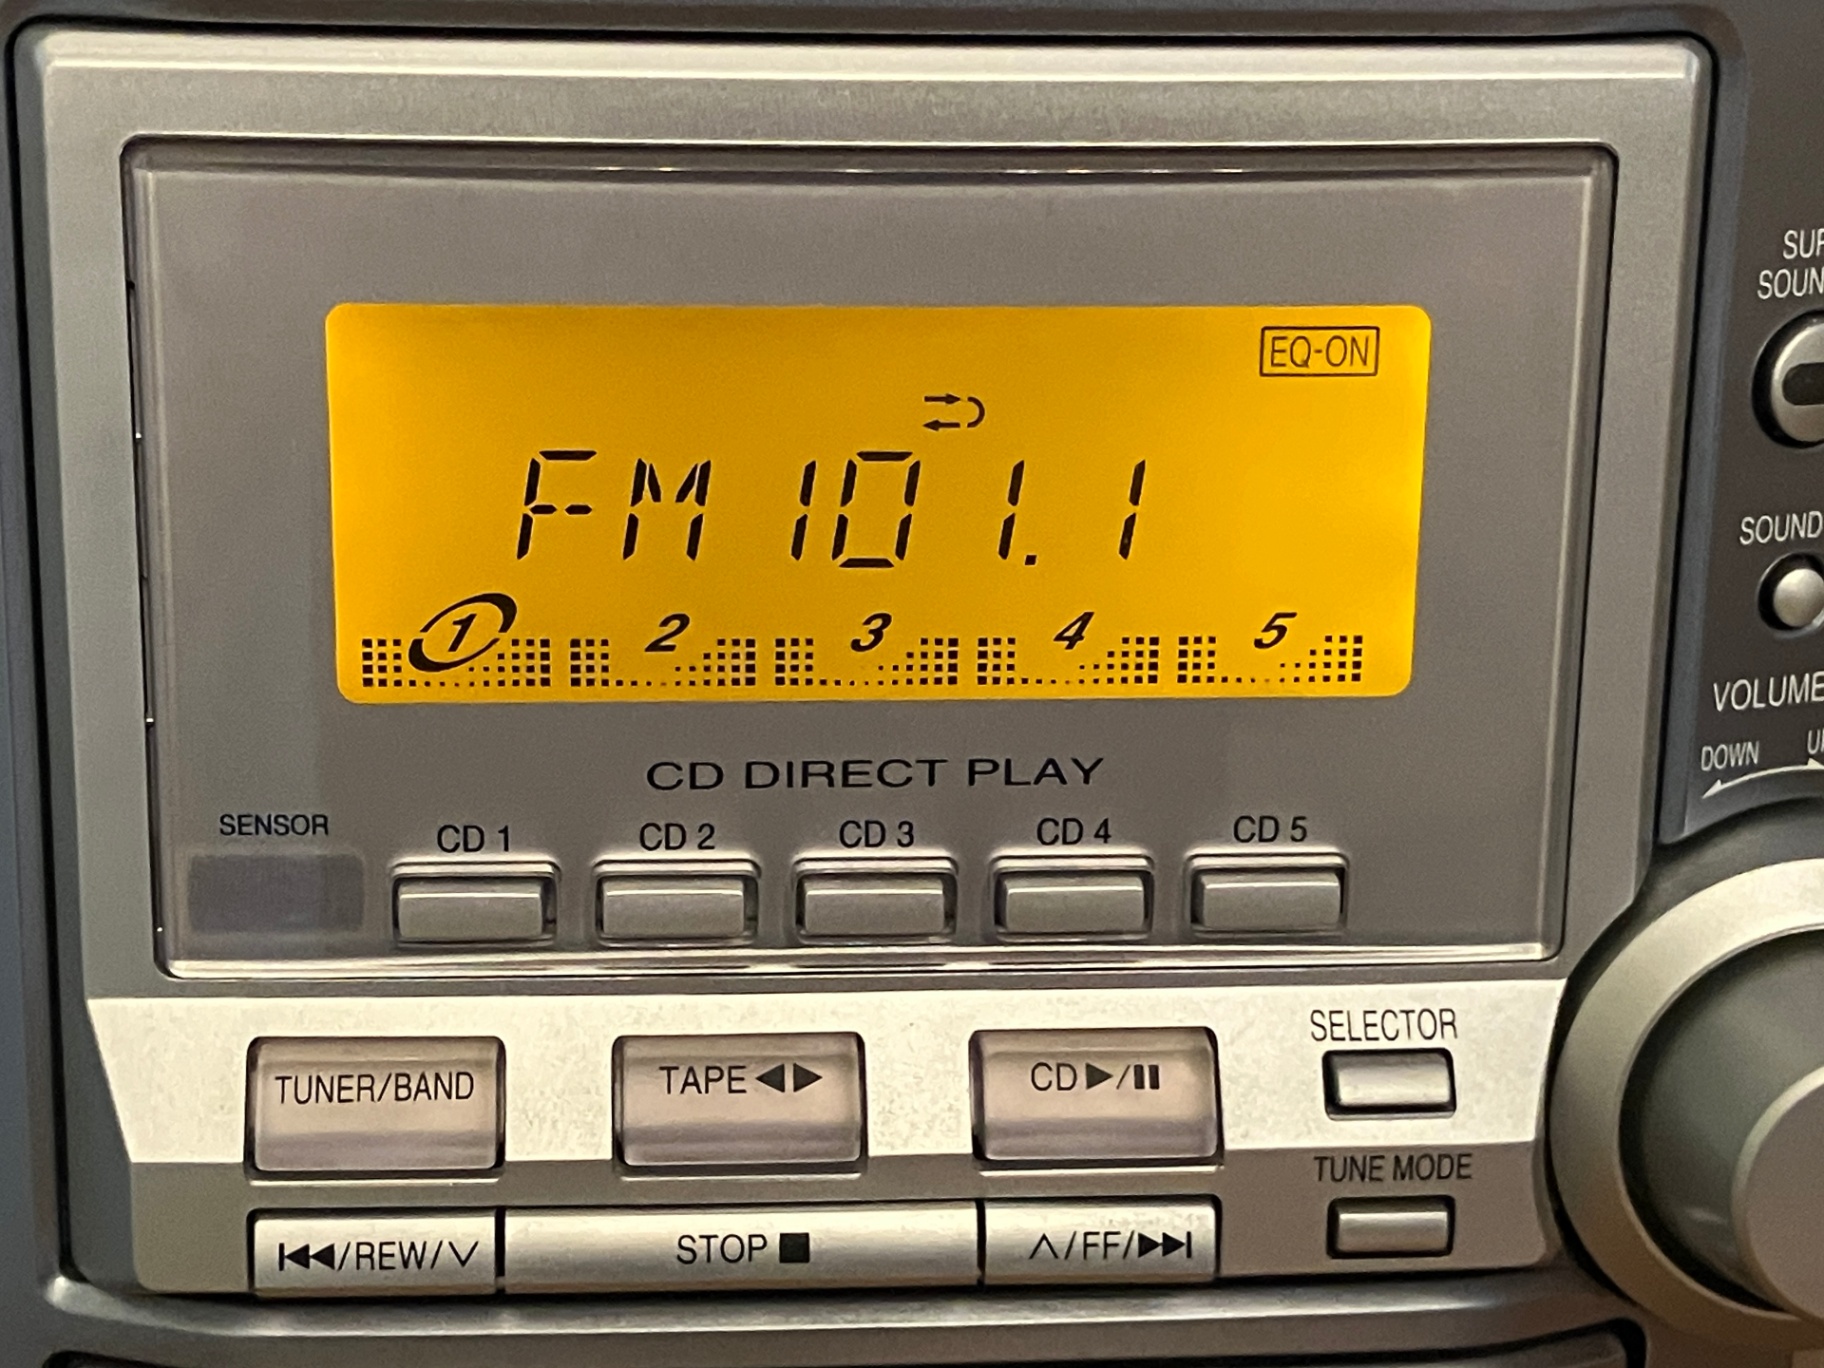 EQ-ON
FM 101.1
1 2 3 4 5
CD DIRECT PLAY
SENSOR
CD 1 CD 2 CD 3 CD 4 CD 5
TUNER/BAND
TAPE ◀▶
CD ▶/❚❚
SELECTOR
TUNE MODE
⏮/REW/∨
STOP ■
∧/FF/⏭
SOUND
VOLUME
DOWN